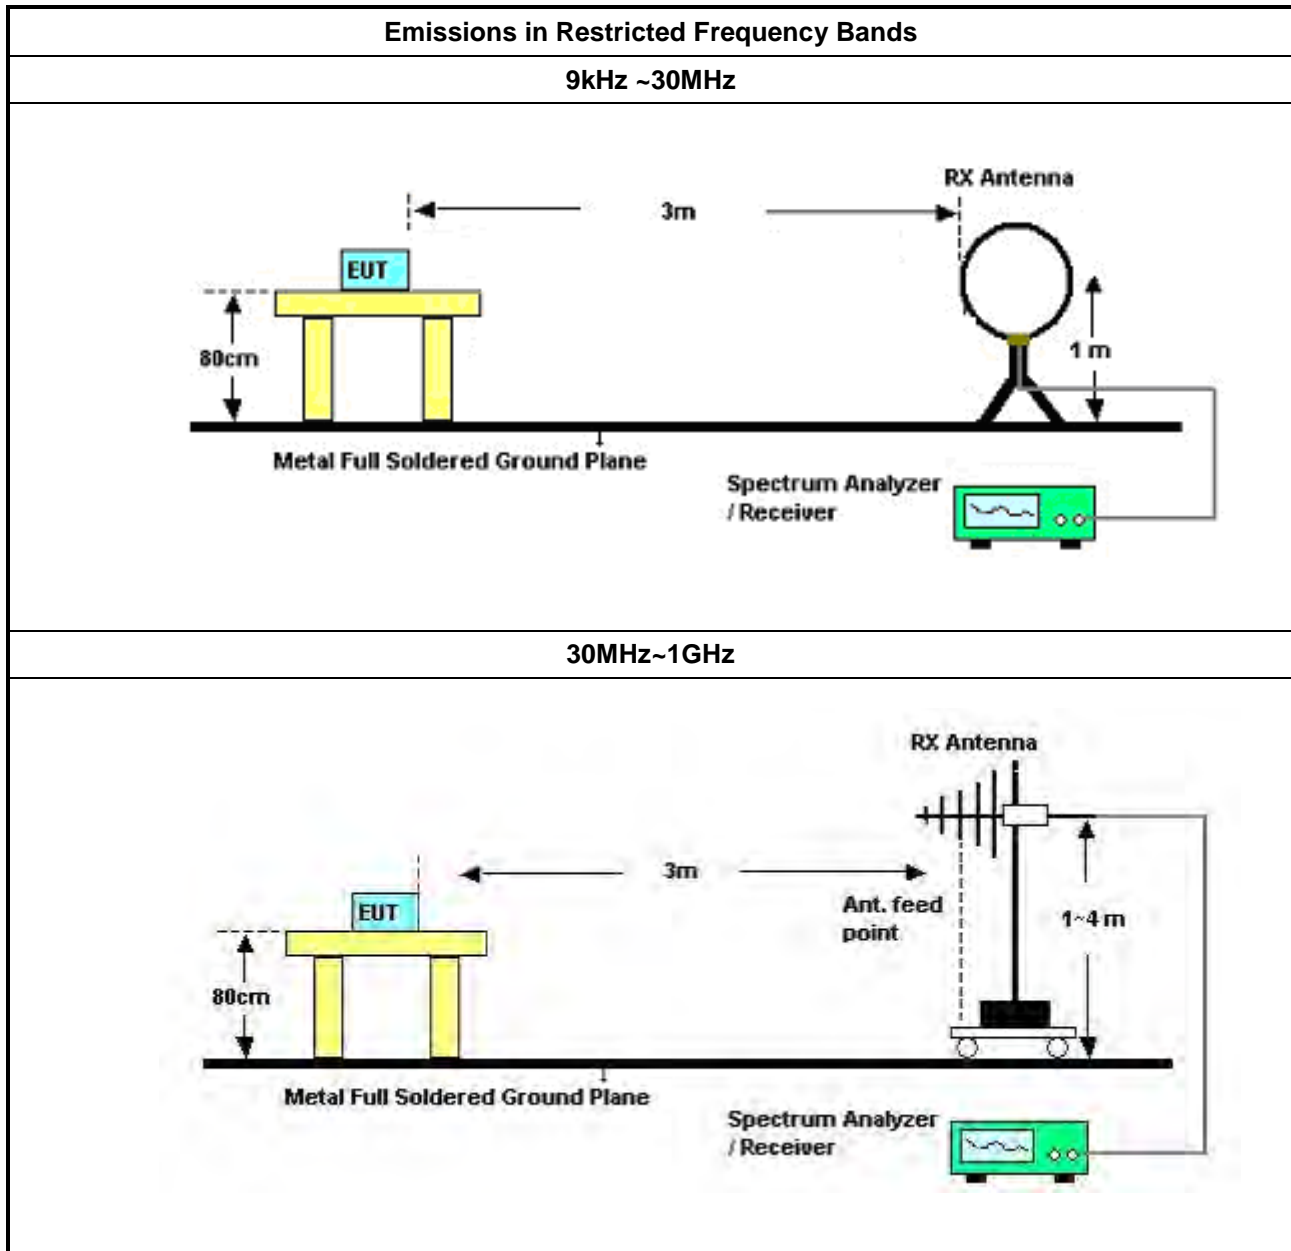 Emissions in Restricted Frequency Bands
9kHz ~30MHz
RX Antenna
3m
EUT
80cm
1 m
Metal Full Soldered Ground Plane
Spectrum Analyzer
/ Receiver
30MHz~1GHz
RX Antenna
3m
EUT
Ant. feed
point
1~4 m
80cm
Metal Full Soldered Ground Plane
Spectrum Analyzer
/ Receiver